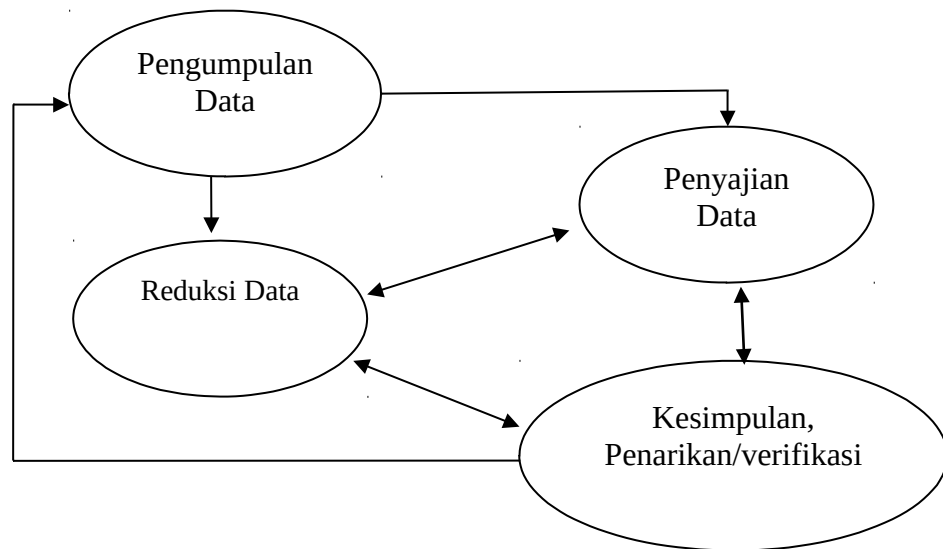 Pengumpulan
Data
Penyajian
Data
Reduksi Data
Kesimpulan,
Penarikan/verifikasi